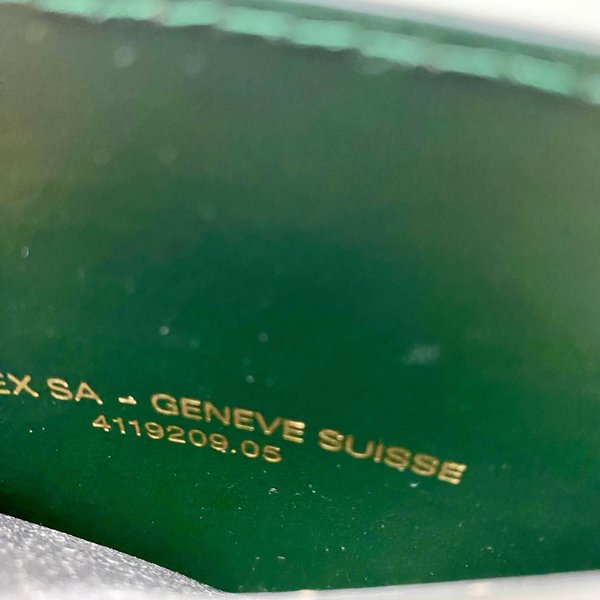 EX SA - GENEVE SUISSE
4119209.05